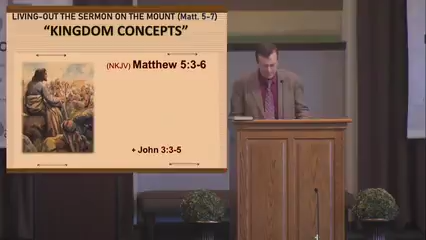 LIVING-OUT THE SERMON ON THE MOUNT (Matt. 5-7)
"KINGDOM CONCEPTS"
(NKJV) Matthew 5:3-6
+ John 3:3-5